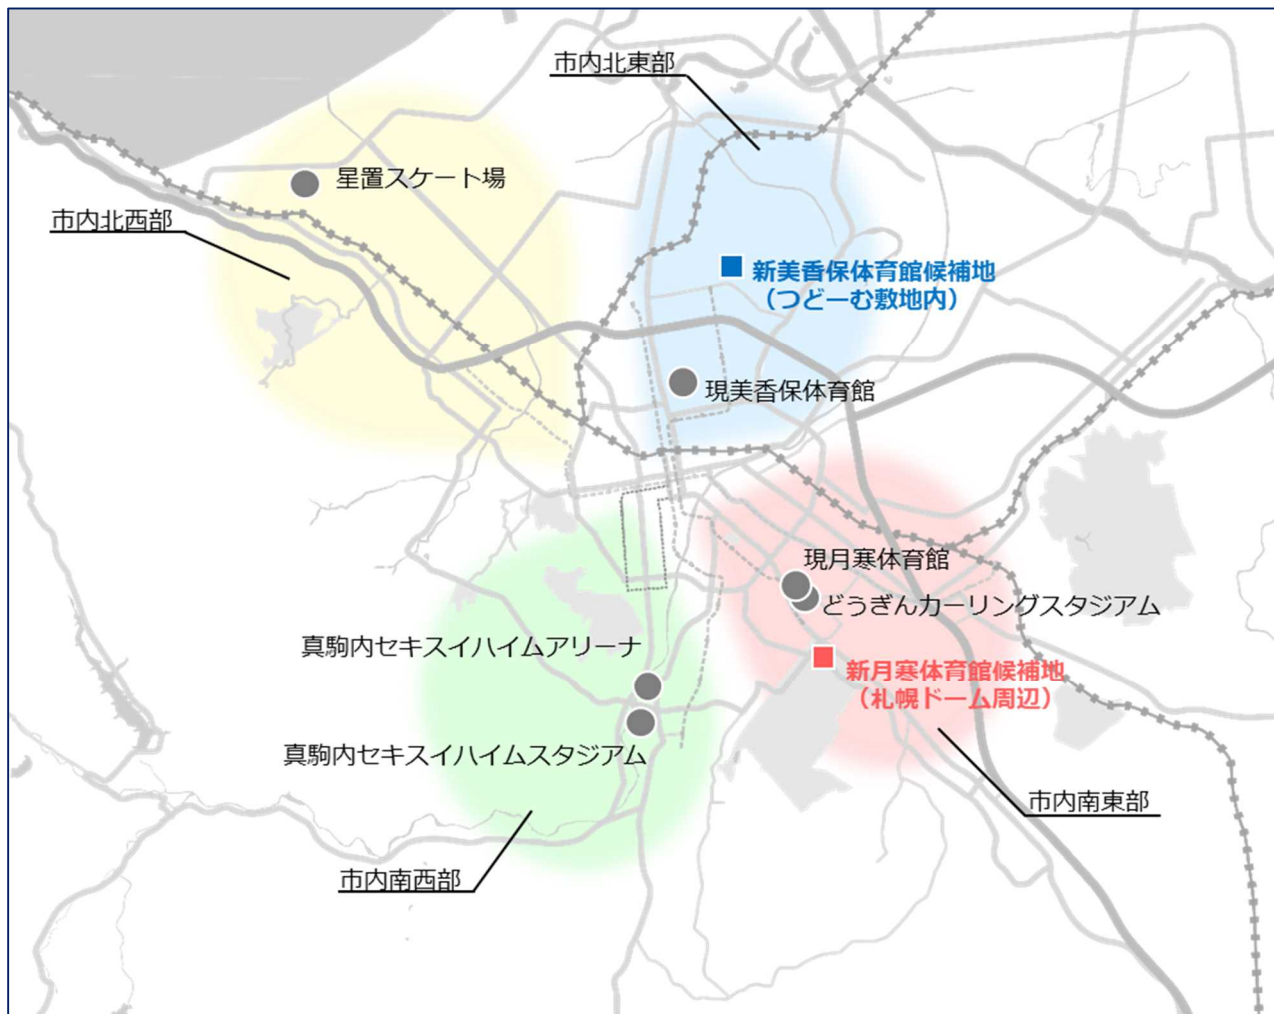 市内北東部
星置スケート場
市内北西部
新美香保体育館候補地
（つどーむ敷地内）
現美香保体育館
現月寒体育館
どうぎんカーリングスタジアム
真駒内セキスイハイムアリーナ
新月寒体育館候補地
（札幌ドーム周辺）
真駒内セキスイハイムスタジアム
市内南東部
市内南西部